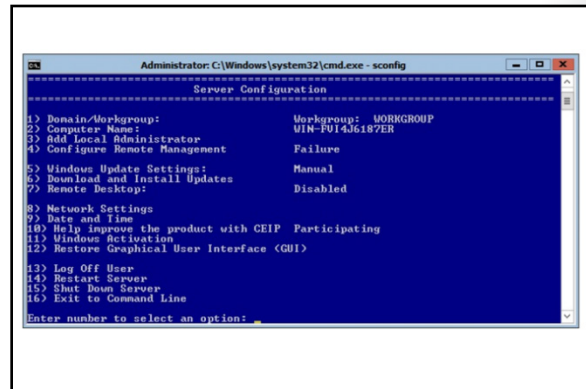 Administrator: C:\Windows\system32\cmd.exe - sconfig
===============================================================================
Server Configuration
===============================================================================
1) Domain/Workgroup: Workgroup: WORKGROUP
2) Computer Name: WIN-FVI4J6187ER
3) Add Local Administrator
4) Configure Remote Management Failure
5) Windows Update Settings: Manual
6) Download and Install Updates
7) Remote Desktop: Disabled
8) Network Settings
9) Date and Time
10) Help improve the product with CEIP Participating
11) Windows Activation
12) Restore Graphical User Interface (GUI)
13) Log Off User
14) Restart Server
15) Shut Down Server
16) Exit to Command Line
Enter number to select an option: _